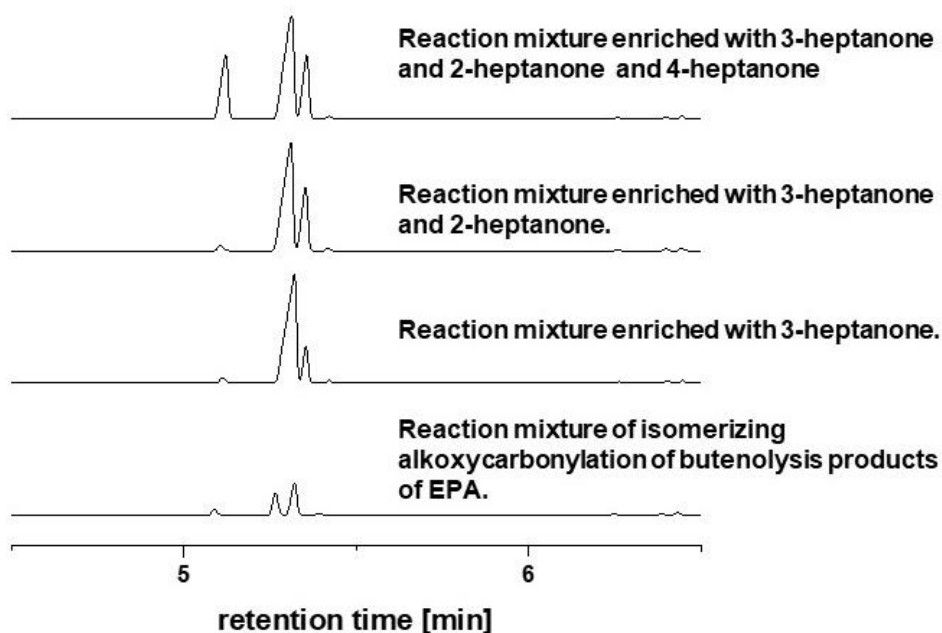 Reaction mixture enriched with 3-heptanone
and 2-heptanone and 4-heptanone
Reaction mixture enriched with 3-heptanone
and 2-heptanone.
Reaction mixture enriched with 3-heptanone.
Reaction mixture of isomerizing
alkoxycarbonylation of butenolysis products
of EPA.
5 6
retention time [min]